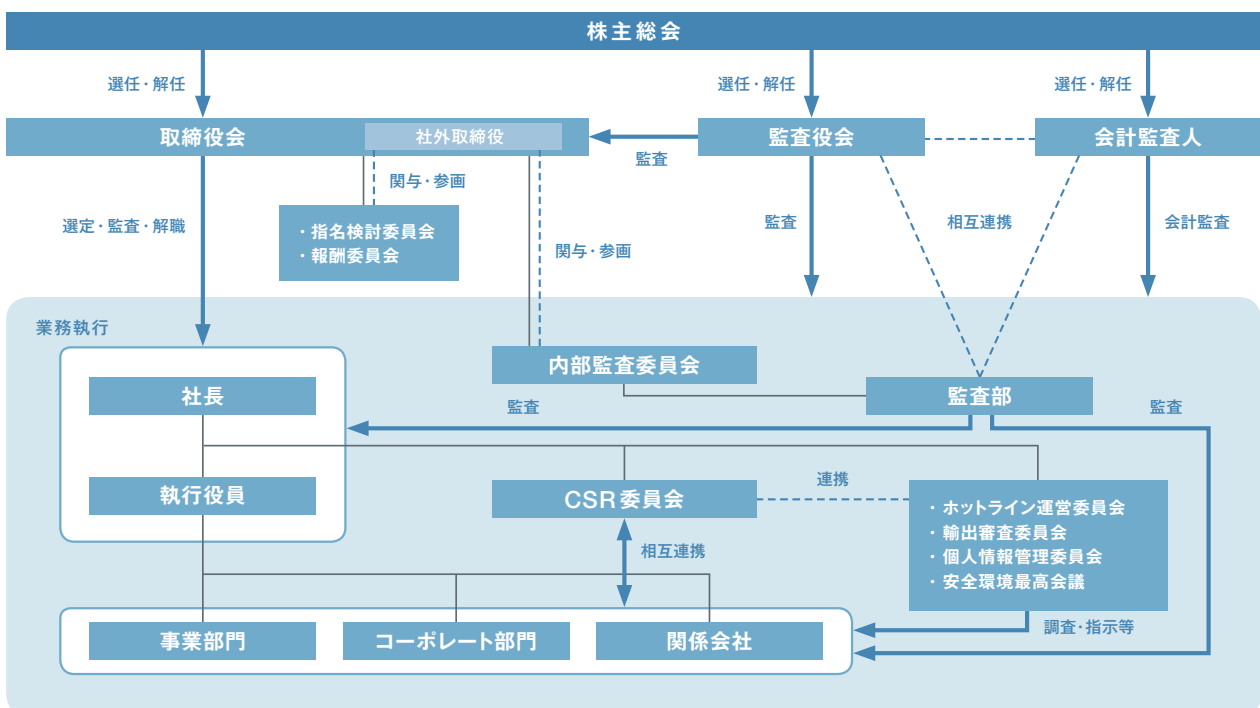 株主総会
選任・解任
選任・解任
選任・解任
取締役会
社外取締役
監査
監査役会
会計監査人
関与・参画
選定・監査・解職
・指名検討委員会
・報酬委員会
関与・参画
監査
相互連携
会計監査
業務執行
内部監査委員会
社長
監査部
監査
監査
執行役員
CSR委員会
連携
・ホットライン運営委員会
・輸出審査委員会
・個人情報管理委員会
・安全環境最高会議
相互連携
調査・指示等
事業部門
コーポレート部門
関係会社